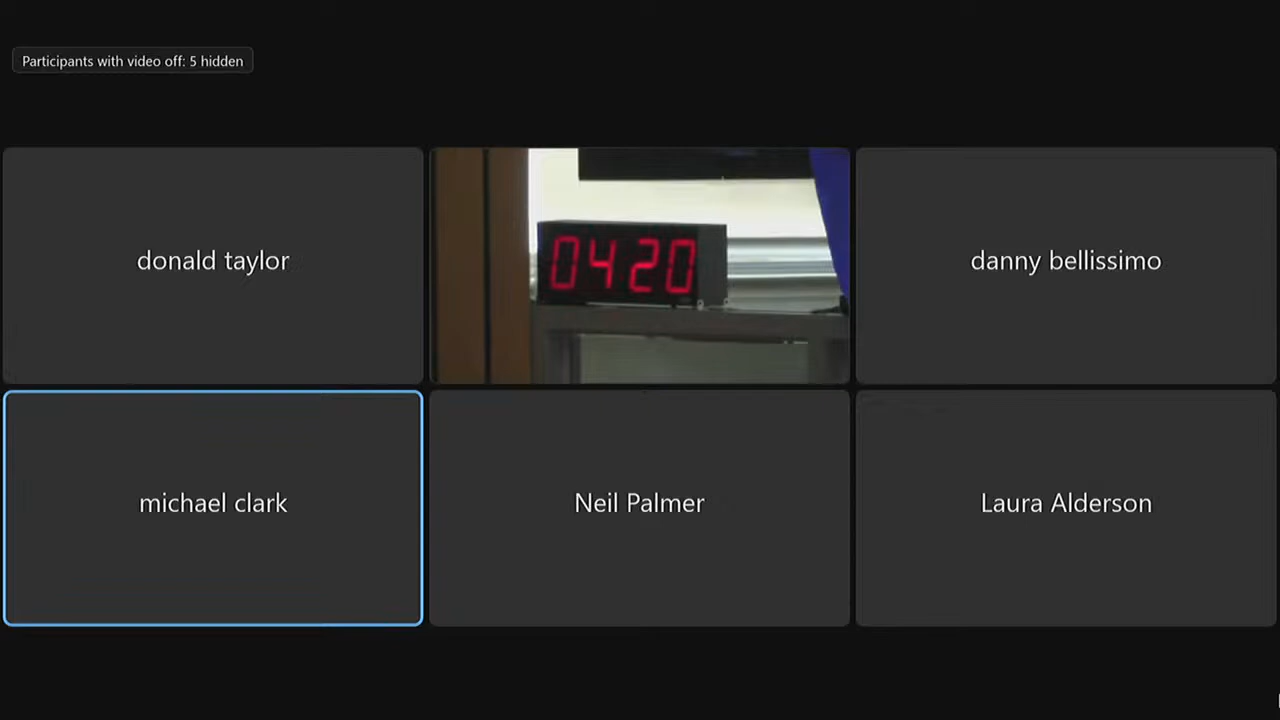 Participants with video off: 5 hidden
donald taylor
0420
danny bellissimo
michael clark
Neil Palmer
Laura Alderson